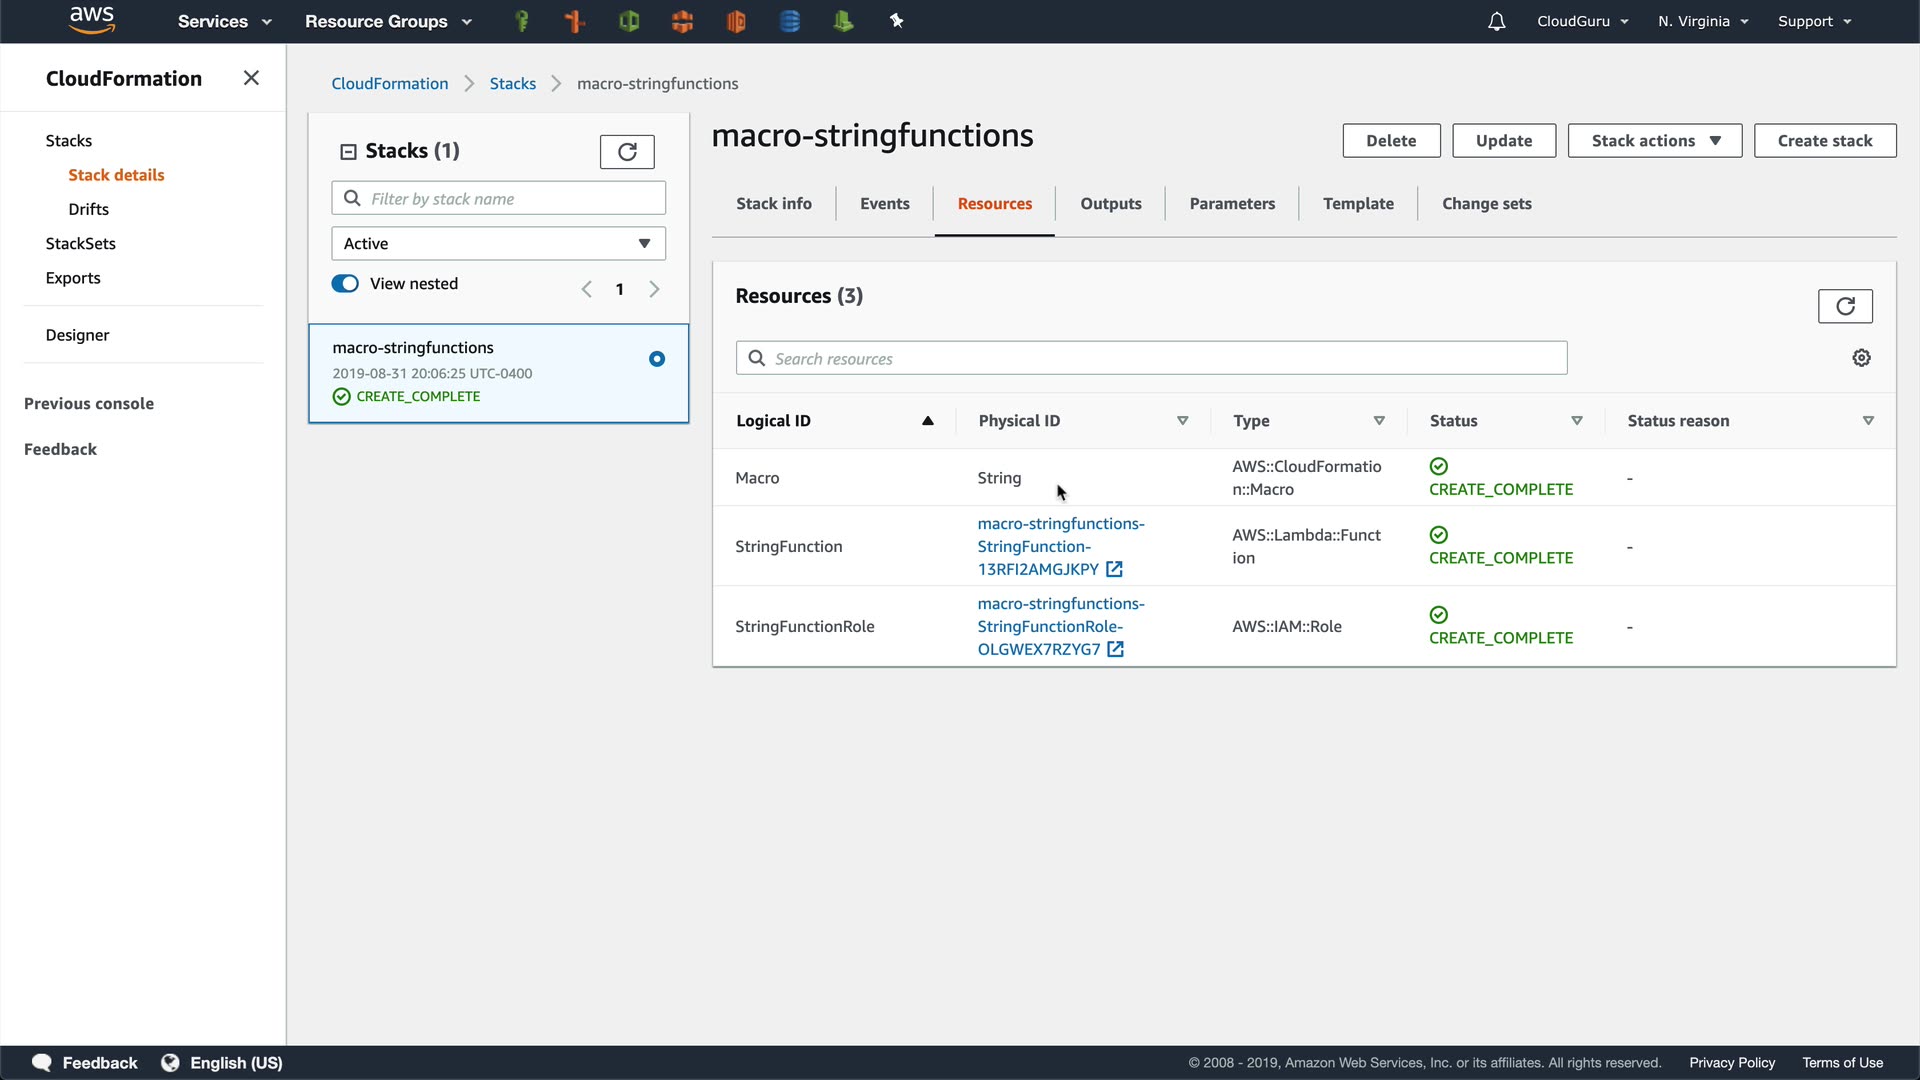 aws Services Resource Groups CloudGuru N. Virginia Support
CloudFormation
Stacks
Stack details
Drifts
StackSets
Exports
Designer
Previous console
Feedback
CloudFormation Stacks macro-stringfunctions
Stacks (1)
Filter by stack name
Active
View nested 1
macro-stringfunctions
2019-08-31 20:06:25 UTC-0400
CREATE_COMPLETE
macro-stringfunctions
Delete Update Stack actions Create stack
Stack info Events Resources Outputs Parameters Template Change sets
Resources (3)
Search resources
Logical ID Physical ID Type Status Status reason
Macro String AWS::CloudFormatio
n::Macro CREATE_COMPLETE -
StringFunction macro-stringfunctions-
StringFunction-
13RFI2AMGJKPY AWS::Lambda::Funct
ion CREATE_COMPLETE -
StringFunctionRole macro-stringfunctions-
StringFunctionRole-
OLGWEX7RZYG7 AWS::IAM::Role CREATE_COMPLETE -
Feedback English (US) © 2008 - 2019, Amazon Web Services, Inc. or its affiliates. All rights reserved. Privacy Policy Terms of Use